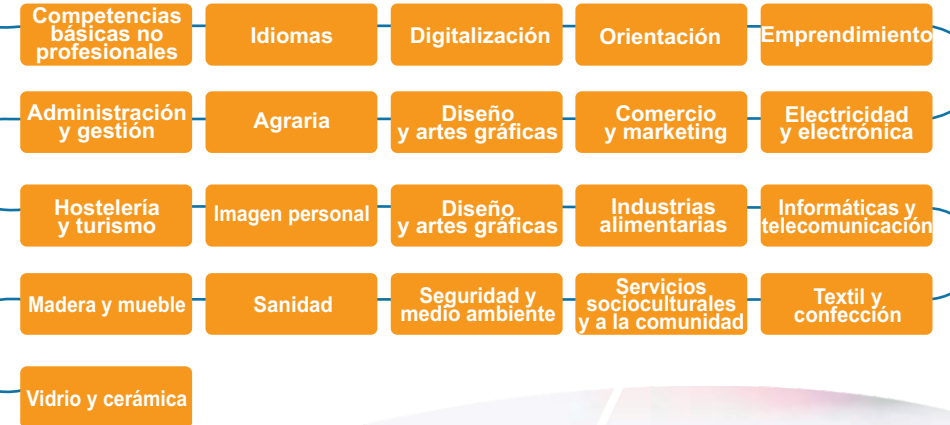 Competencias
básicas no
profesionales
Idiomas
Digitalización
Orientación
Emprendimiento
Administración
y gestión
Agraria
Diseño
y artes gráficas
Comercio
y marketing
Electricidad
y electrónica
Hostelería
y turismo
Imagen personal
Diseño
y artes gráficas
Industrias
alimentarias
Informáticas y
telecomunicación
Madera y mueble
Sanidad
Seguridad y
medio ambiente
Servicios
socioculturales
y a la comunidad
Textil y
confección
Vidrio y cerámica